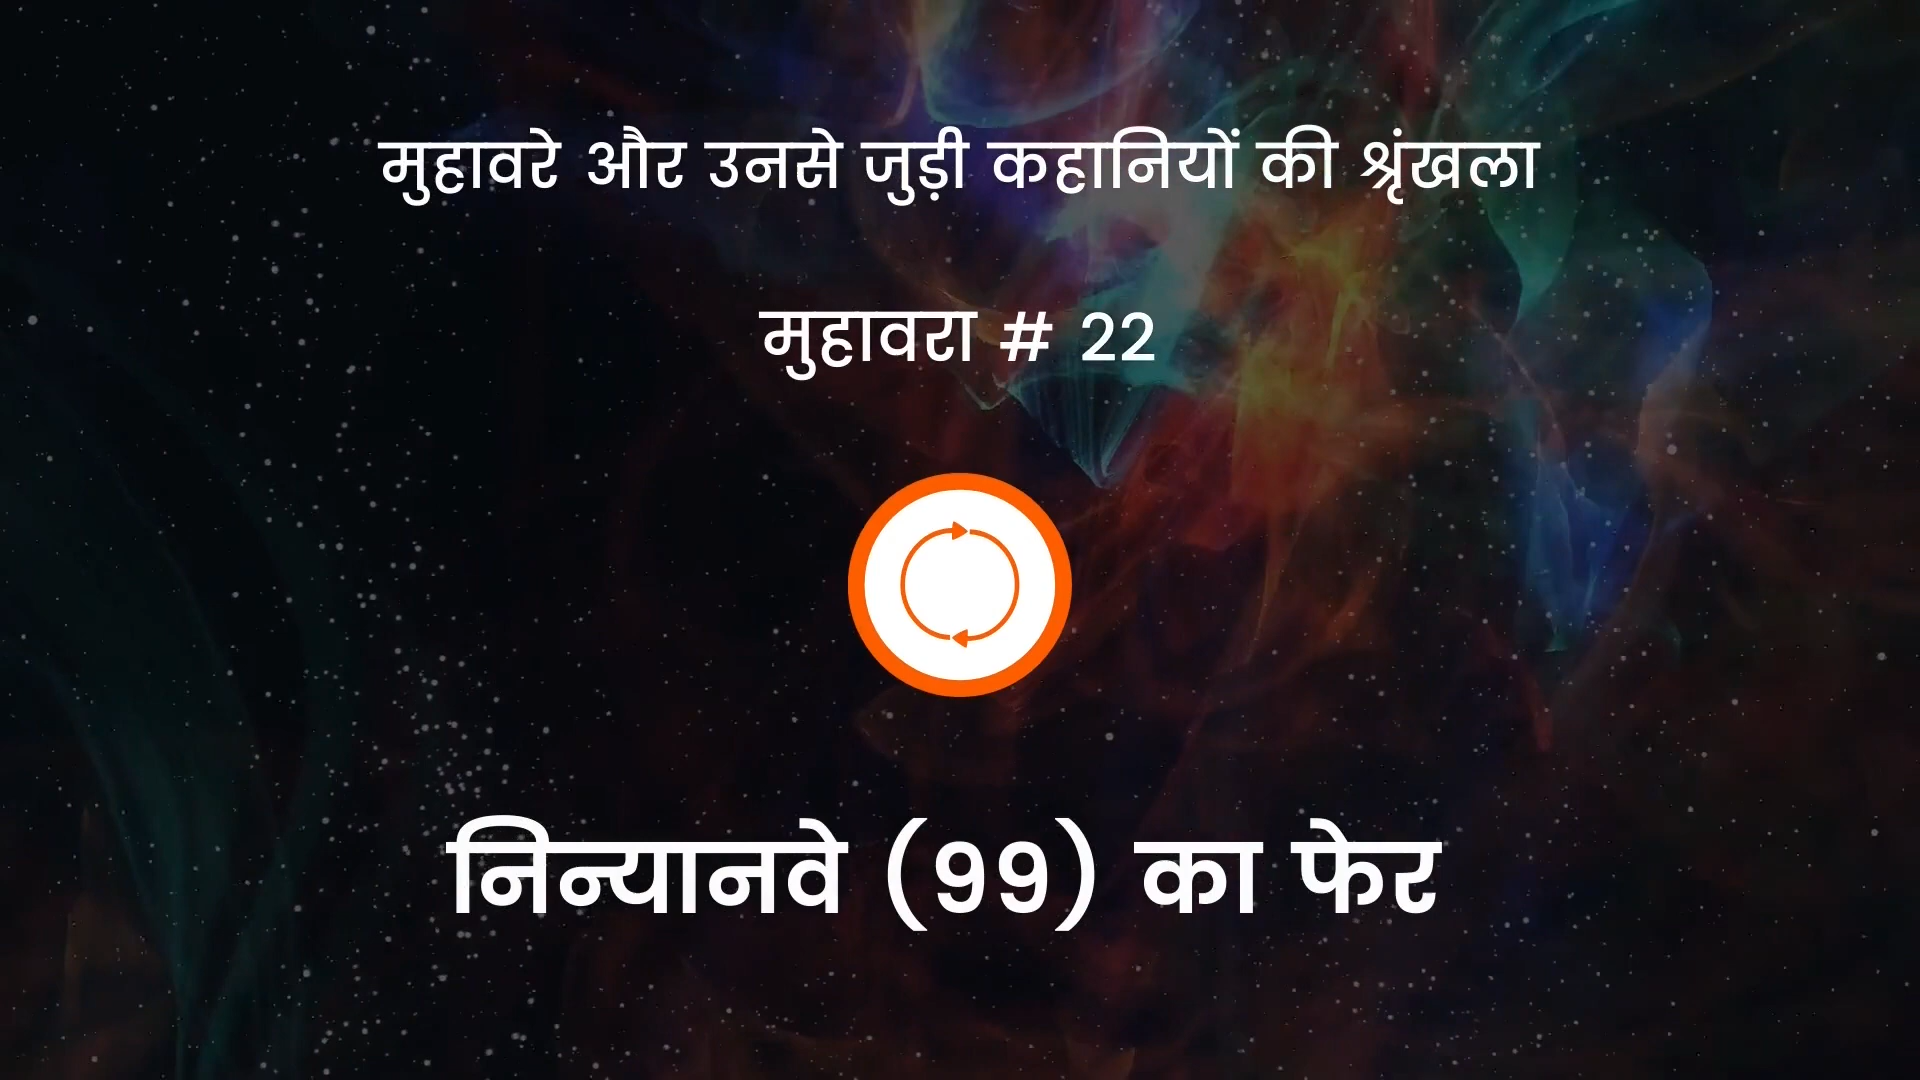 मुहावरे और उनसे जुड़ी कहानियों की श्रृंखला
मुहावरा # 22
निन्यानवे (99) का फेर